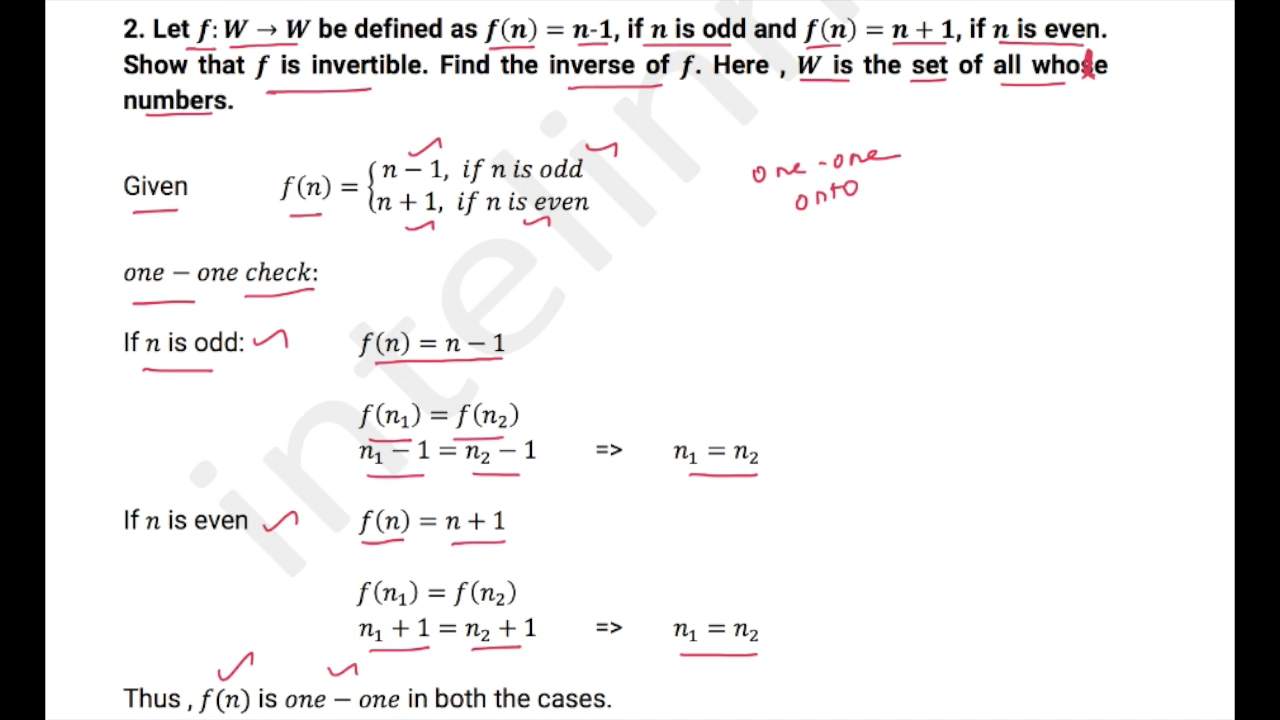 2. Let f: W → W be defined as f(n) = n-1, if n is odd and f(n) = n + 1, if n is even.
Show that f is invertible. Find the inverse of f. Here , W is the set of all whole
numbers.
Given f(n) = {n − 1, if n is odd
n + 1, if n is even
one - one
onto
one − one check:
If n is odd: f(n) = n − 1
f(n₁) = f(n₂)
n₁ − 1 = n₂ − 1 => n₁ = n₂
If n is even f(n) = n + 1
f(n₁) = f(n₂)
n₁ + 1 = n₂ + 1 => n₁ = n₂
Thus , f(n) is one − one in both the cases.